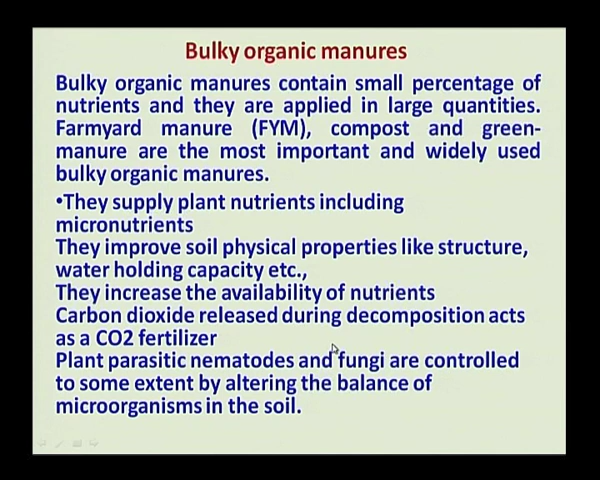 Bulky organic manures
Bulky organic manures contain small percentage of
nutrients and they are applied in large quantities.
Farmyard manure (FYM), compost and green-
manure are the most important and widely used
bulky organic manures.
•They supply plant nutrients including
micronutrients
They improve soil physical properties like structure,
water holding capacity etc.,
They increase the availability of nutrients
Carbon dioxide released during decomposition acts
as a CO2 fertilizer
Plant parasitic nematodes and fungi are controlled
to some extent by altering the balance of
microorganisms in the soil.